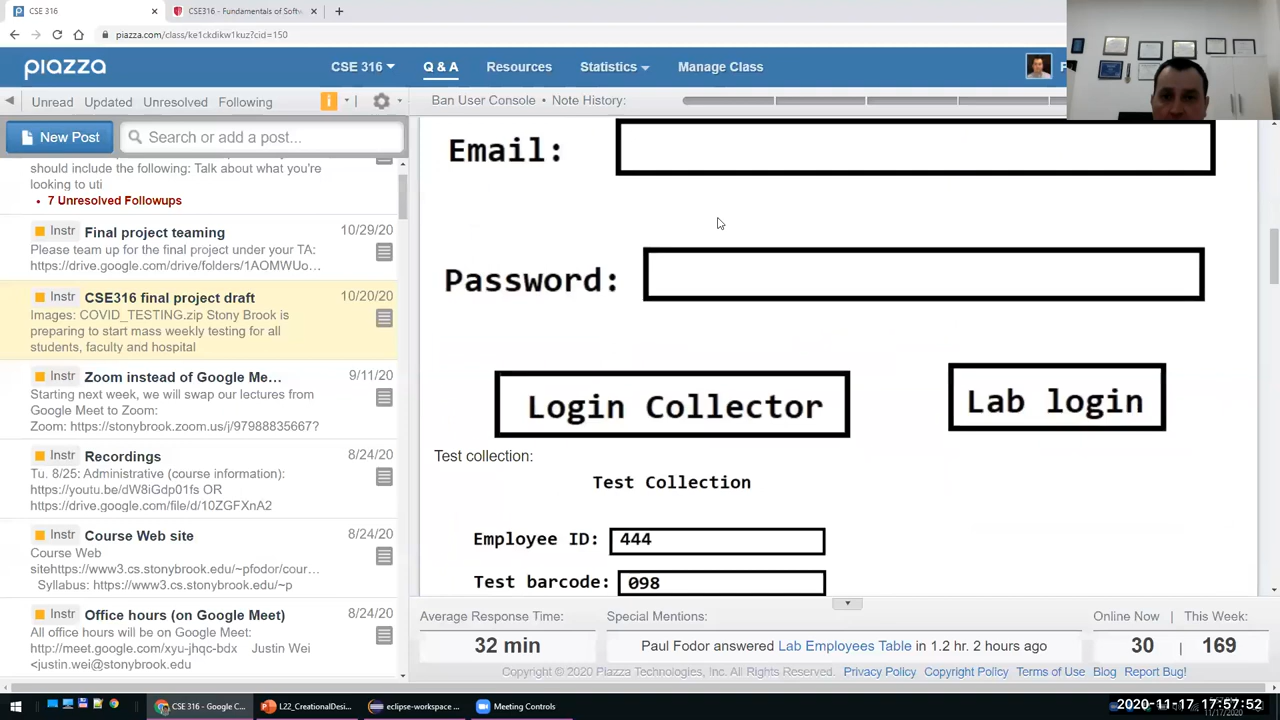 CSE 316
CSE316 - Fundamentals of Softw
piazza.com/class/ke1ckdikw1kuz?cid=150
piazza
CSE 316
Q & A
Resources
Statistics
Manage Class
Unread Updated Unresolved Following
Ban User Console • Note History:
New Post
Search or add a post...
should include the following: Talk about what you're
looking to uti
• 7 Unresolved Followups
Instr Final project teaming 10/29/20
Please team up for the final project under your TA:
https://drive.google.com/drive/folders/1AOMWUo...
Instr CSE316 final project draft 10/20/20
Images: COVID_TESTING.zip Stony Brook is
preparing to start mass weekly testing for all
students, faculty and hospital
Instr Zoom instead of Google Me... 9/11/20
Starting next week, we will swap our lectures from
Google Meet to Zoom:
Zoom: https://stonybrook.zoom.us/j/97988835667?
Instr Recordings 8/24/20
Tu. 8/25: Administrative (course information):
https://youtu.be/dW8iGdp01fs OR
https://drive.google.com/file/d/10ZGFXnA2
Instr Course Web site 8/24/20
Course Web
sitehttps://www3.cs.stonybrook.edu/~pfodor/cour...
Syllabus: https://www3.cs.stonybrook.edu/~p
Instr Office hours (on Google Meet) 8/24/20
All office hours will be on Google Meet:
http://meet.google.com/xyu-jhqc-bdx Justin Wei
<justin.wei@stonybrook.edu
Email:
Password:
Login Collector
Lab login
Test collection:
Test Collection
Employee ID: 444
Test barcode: 098
Average Response Time:
32 min
Special Mentions:
Paul Fodor answered Lab Employees Table in 1.2 hr. 2 hours ago
Online Now | This Week:
30 | 169
Copyright © 2020 Piazza Technologies, Inc. All Rights Reserved. Privacy Policy Copyright Policy Terms of Use Blog Report Bug!
CSE 316 - Google C...
L22_CreationalDesi...
eclipse-workspace ...
Meeting Controls
2020-11-17 17:57:52